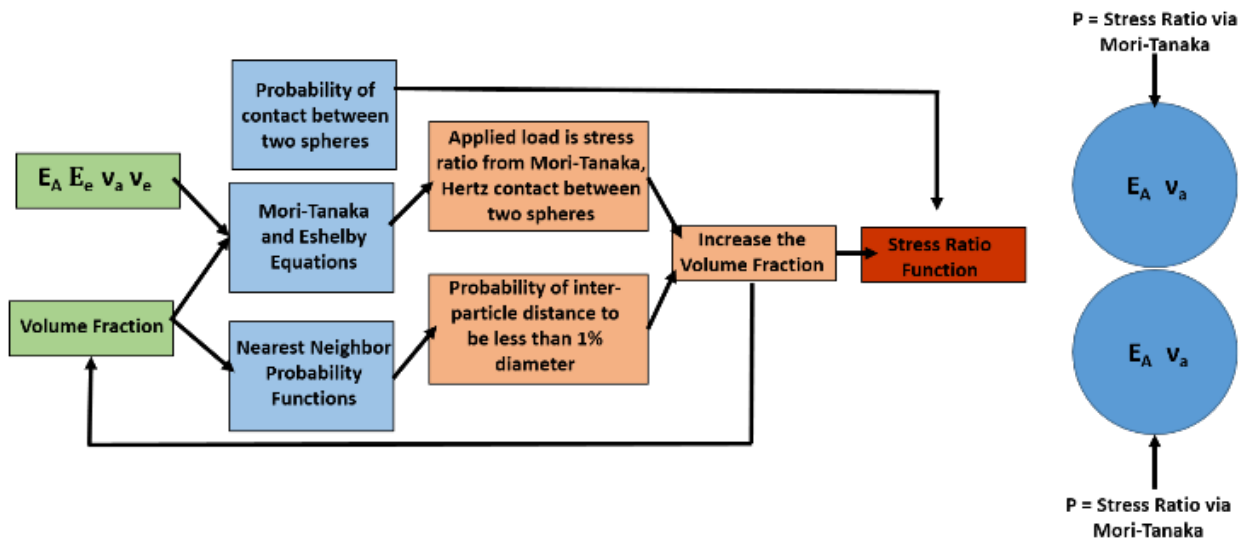 Probability of
contact between
two spheres
E_A E_e ν_a ν_e
Mori-Tanaka
and Eshelby
Equations
Volume Fraction
Nearest Neighbor
Probability
Functions
Applied load is stress
ratio from Mori-Tanaka,
Hertz contact between
two spheres
Probability of inter-
particle distance to
be less than 1%
diameter
Increase the
Volume Fraction
Stress Ratio
Function
P = Stress Ratio via
Mori-Tanaka
E_A ν_a
E_A ν_a
P = Stress Ratio via
Mori-Tanaka